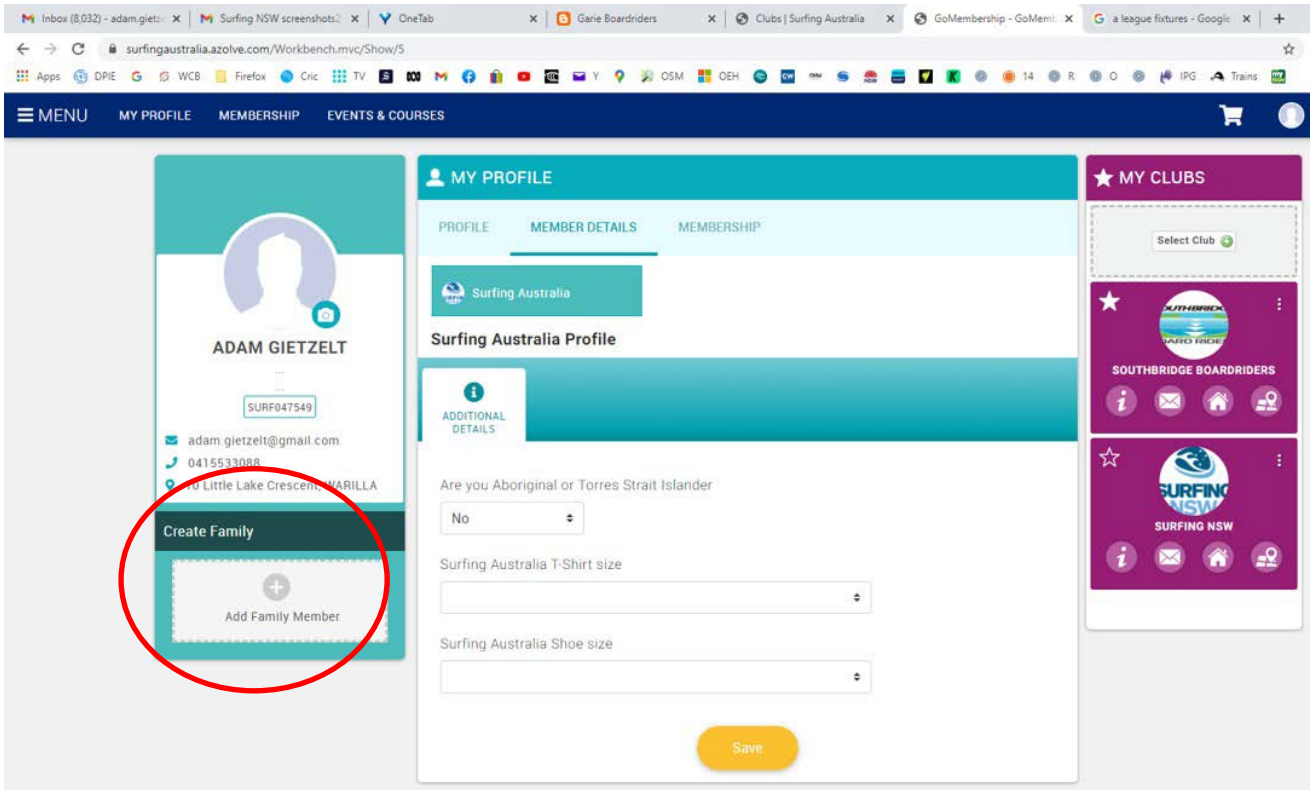 Inbox (8,032) - adam.gietz
Surfing NSW screenshots2
OneTab
Garie Boardriders
Clubs | Surfing Australia
GoMembership - GoMemb
a league fixtures - Google
surfingaustralia.azolve.com/Workbench.mvc/Show/5
Apps DPIE WCB Firefox Cric TV Y OSM OEH 14 R O IPG Trains
MENU MY PROFILE MEMBERSHIP EVENTS & COURSES
ADAM GIETZELT
...
...
SURF047549
adam.gietzelt@gmail.com
0415533088
Little Lake Crescent, WARILLA
Create Family
Add Family Member
MY PROFILE
PROFILE MEMBER DETAILS MEMBERSHIP
Surfing Australia
Surfing Australia Profile
ADDITIONAL
DETAILS
Are you Aboriginal or Torres Strait Islander
No
Surfing Australia T-Shirt size
Surfing Australia Shoe size
Save
MY CLUBS
Select Club
SOUTHBRIDGE BOARDRIDERS
SURFING
NSW
SURFING NSW